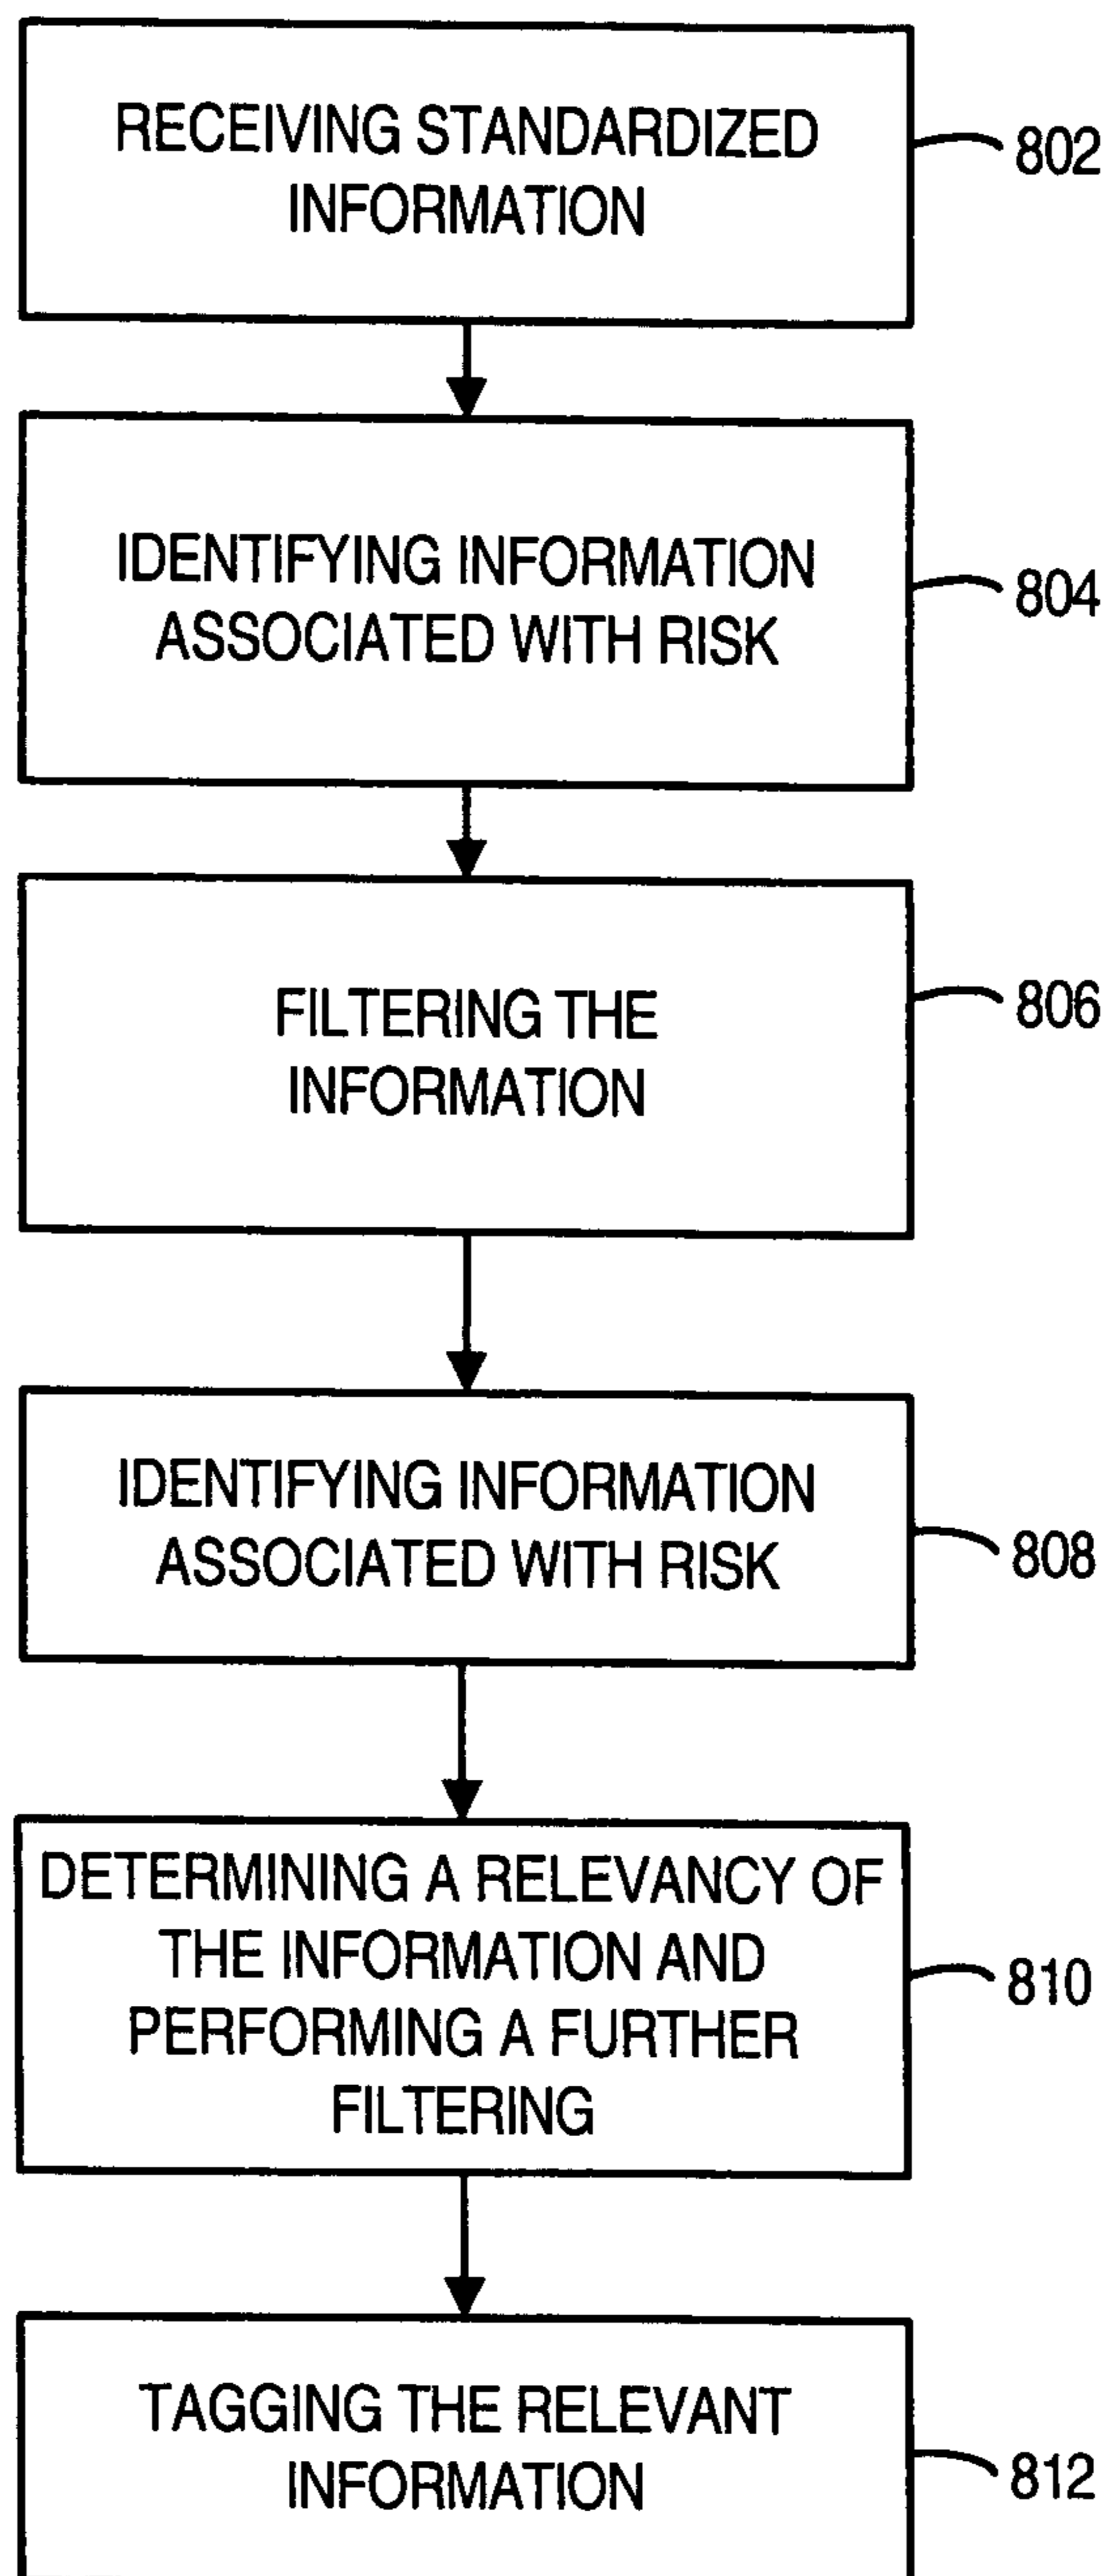 RECEIVING STANDARDIZED
INFORMATION
802
IDENTIFYING INFORMATION
ASSOCIATED WITH RISK
804
FILTERING THE
INFORMATION
806
IDENTIFYING INFORMATION
ASSOCIATED WITH RISK
808
DETERMINING A RELEVANCY OF
THE INFORMATION AND
PERFORMING A FURTHER
FILTERING
810
TAGGING THE RELEVANT
INFORMATION
812